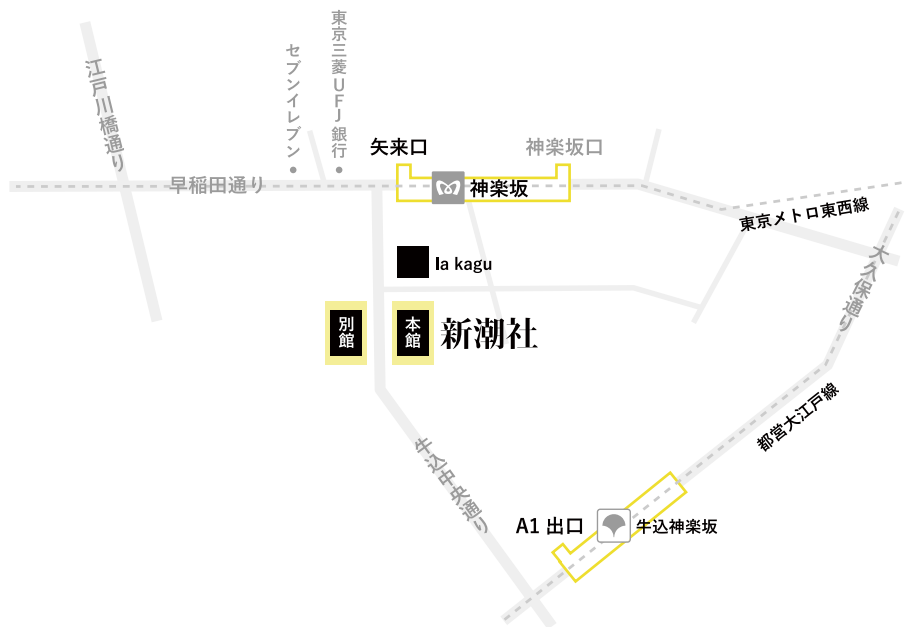 東京三菱UFJ銀行
セブンイレブン
江戸川橋通り
矢来口
神楽坂口
早稲田通り
神楽坂
東京メトロ東西線
大久保通り
la kagu
別館
本館
新潮社
都営大江戸線
牛込中央通り
A1 出口
牛込神楽坂